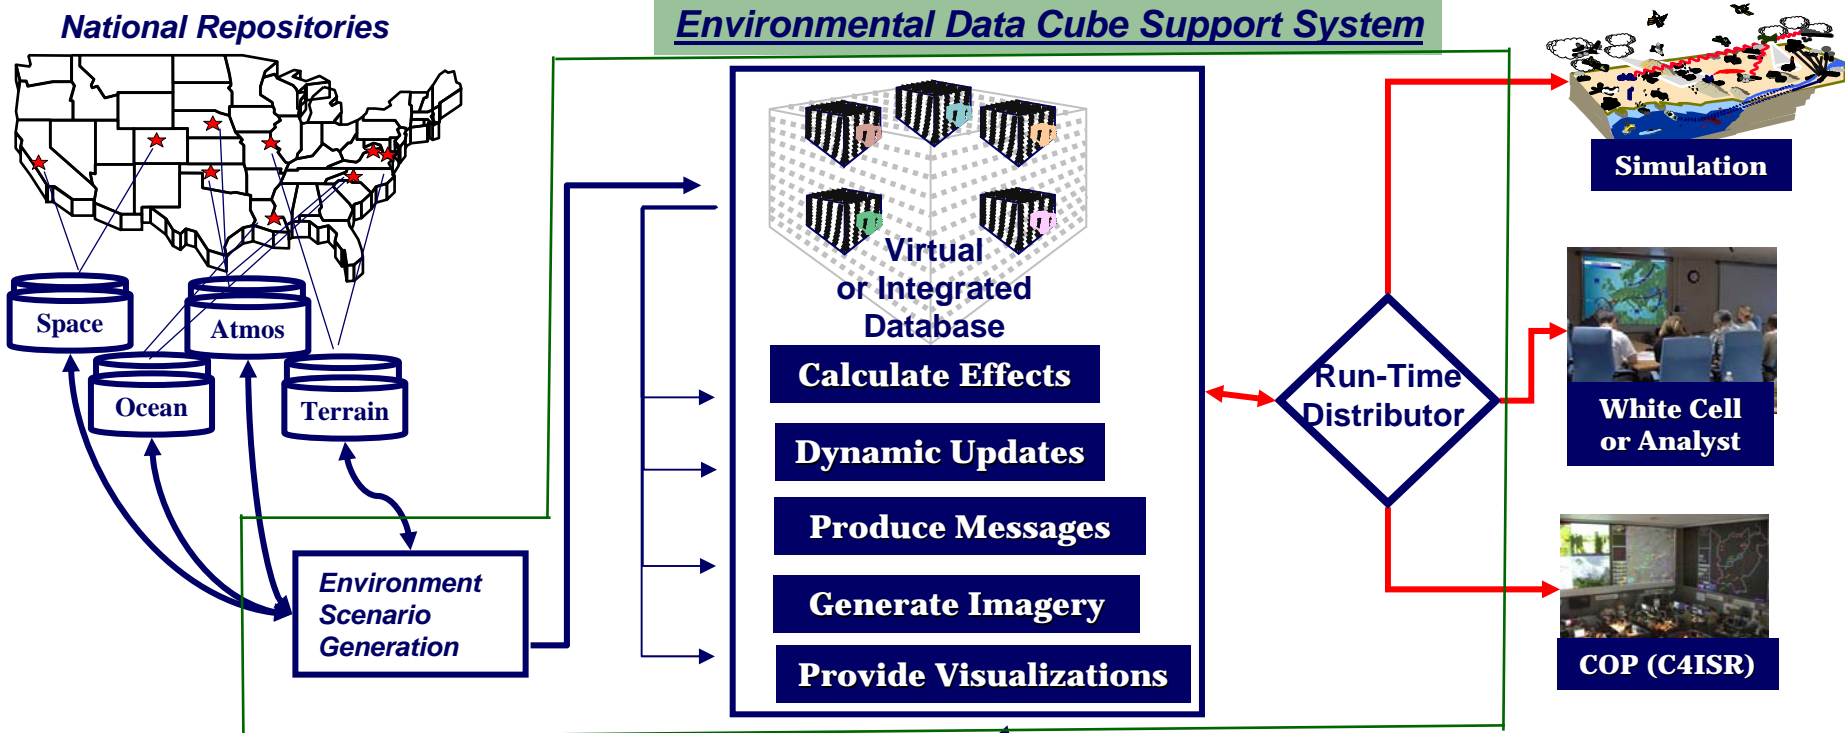 National Repositories
Environmental Data Cube Support System
Space
Atmos
Ocean
Terrain
Environment
Scenario
Generation
Virtual
or Integrated
Database
Calculate Effects
Dynamic Updates
Produce Messages
Generate Imagery
Provide Visualizations
Run-Time
Distributor
Simulation
White Cell
or Analyst
COP (C4ISR)